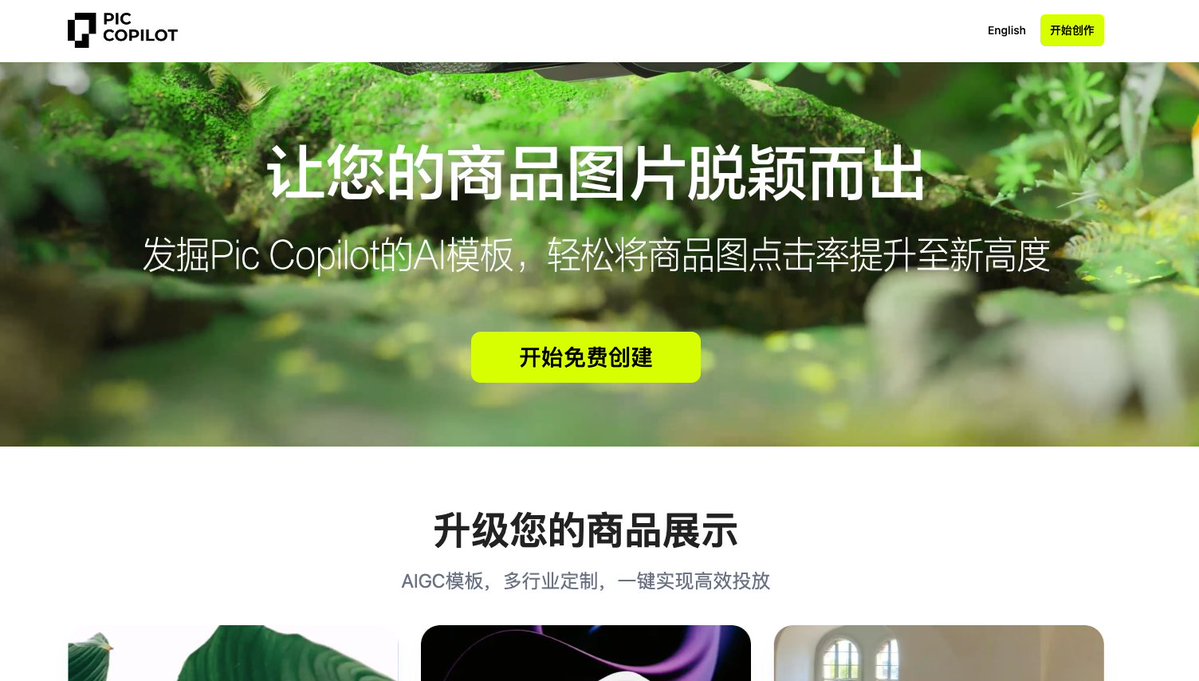 PIC
COPILOT
English
开始创作
让您的商品图片脱颖而出
发掘Pic Copilot的AI模板，轻松将商品图点击率提升至新高度
开始免费创建
升级您的商品展示
AIGC模板，多行业定制，一键实现高效投放